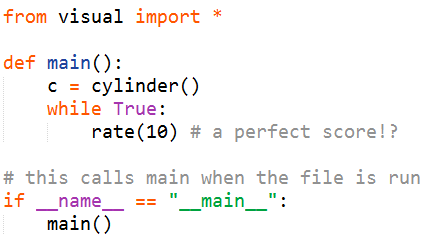 from visual import *
def main():
    c = cylinder()
    while True:
        rate(10) # a perfect score!?
# this calls main when the file is run
if __name__ == "__main__":
    main()